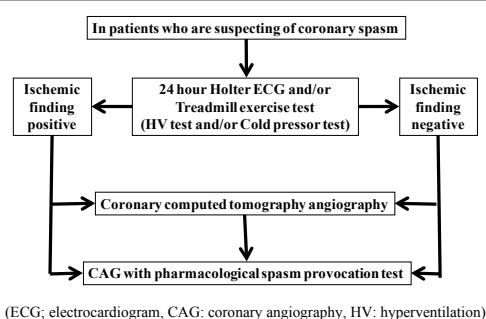 In patients who are suspecting of coronary spasm
Ischemic
finding
positive
24 hour Holter ECG and/or
Treadmill exercise test
(HV test and/or Cold pressor test)
Ischemic
finding
negative
Coronary computed tomography angiography
CAG with pharmacological spasm provocation test
(ECG; electrocardiogram, CAG: coronary angiography, HV: hyperventilation)